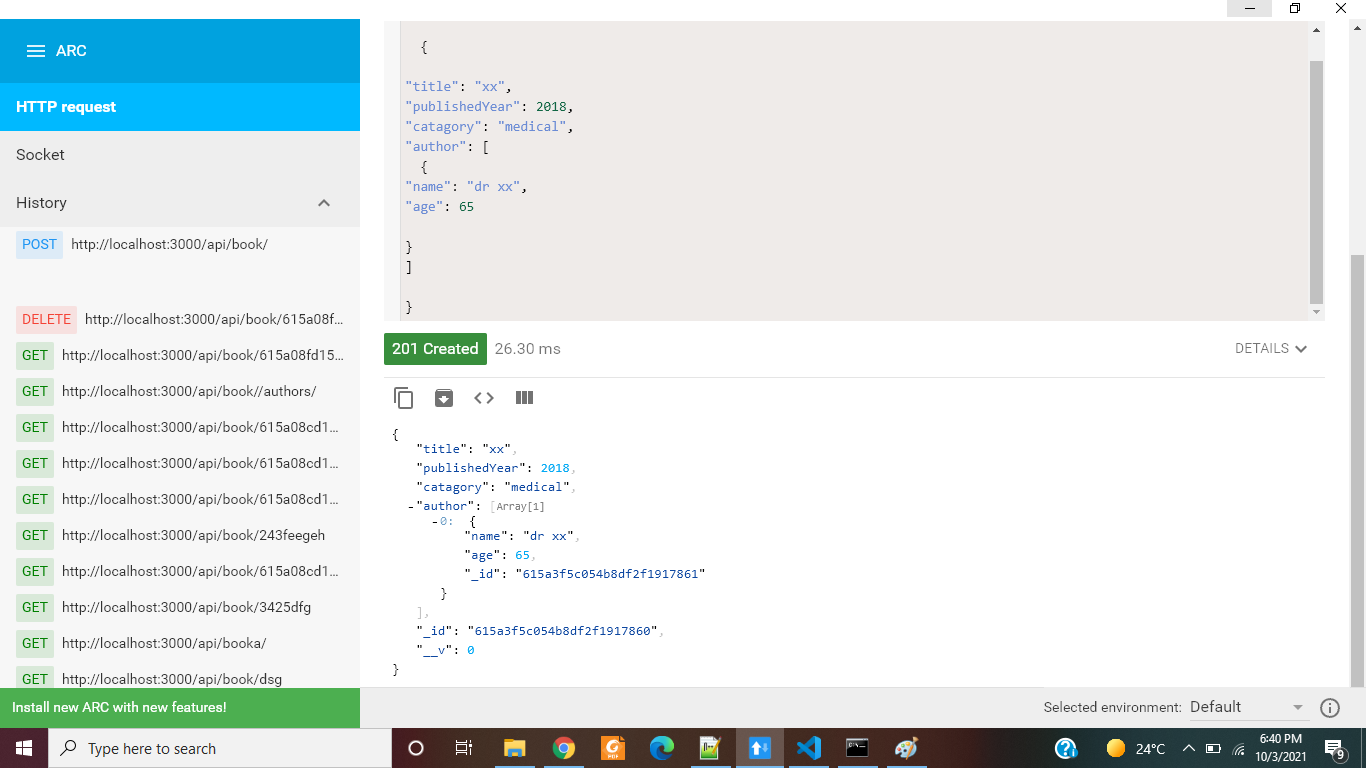 ARC
HTTP request
Socket
History
POST http://localhost:3000/api/book/
DELETE http://localhost:3000/api/book/615a08f...
GET http://localhost:3000/api/book/615a08fd15...
GET http://localhost:3000/api/book//authors/
GET http://localhost:3000/api/book/615a08cd1...
GET http://localhost:3000/api/book/615a08cd1...
GET http://localhost:3000/api/book/615a08cd1...
GET http://localhost:3000/api/book/243feegeh
GET http://localhost:3000/api/book/615a08cd1...
GET http://localhost:3000/api/book/3425dfg
GET http://localhost:3000/api/booka/
GET http://localhost:3000/api/book/dsg
Install new ARC with new features!
{
"title": "xx",
"publishedYear": 2018,
"catagory": "medical",
"author": [
{
"name": "dr xx",
"age": 65
}
]
}
201 Created 26.30 ms DETAILS
{
"title": "xx",
"publishedYear": 2018,
"catagory": "medical",
-"author": [Array[1]
-0: {
"name": "dr xx",
"age": 65,
"_id": "615a3f5c054b8df2f1917861"
}
],
"_id": "615a3f5c054b8df2f1917860",
"__v": 0
}
Selected environment: Default
Type here to search
24°C
6:40 PM
10/3/2021
9